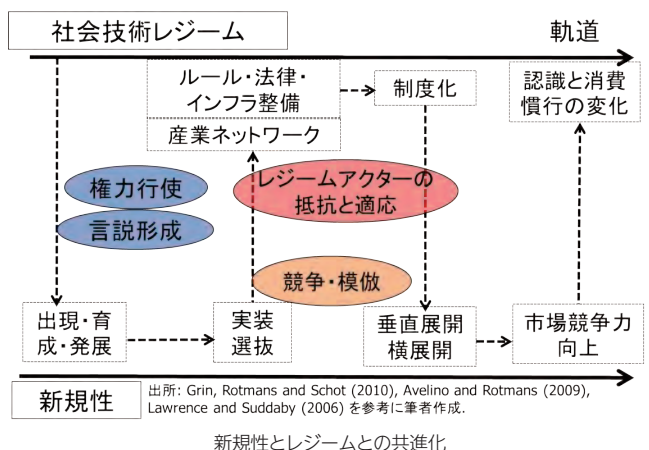 社会技術レジーム
軌道
ルール・法律・
インフラ整備
産業ネットワーク
制度化
認識と消費
慣行の変化
権力行使
言説形成
レジームアクターの
抵抗と適応
競争・模倣
出現・育
成・発展
実装
選抜
垂直展開
横展開
市場競争力
向上
新規性
出所: Grin, Rotmans and Schot (2010), Avelino and Rotmans (2009),
Lawrence and Suddaby (2006) を参考に筆者作成.
新規性とレジームとの共進化